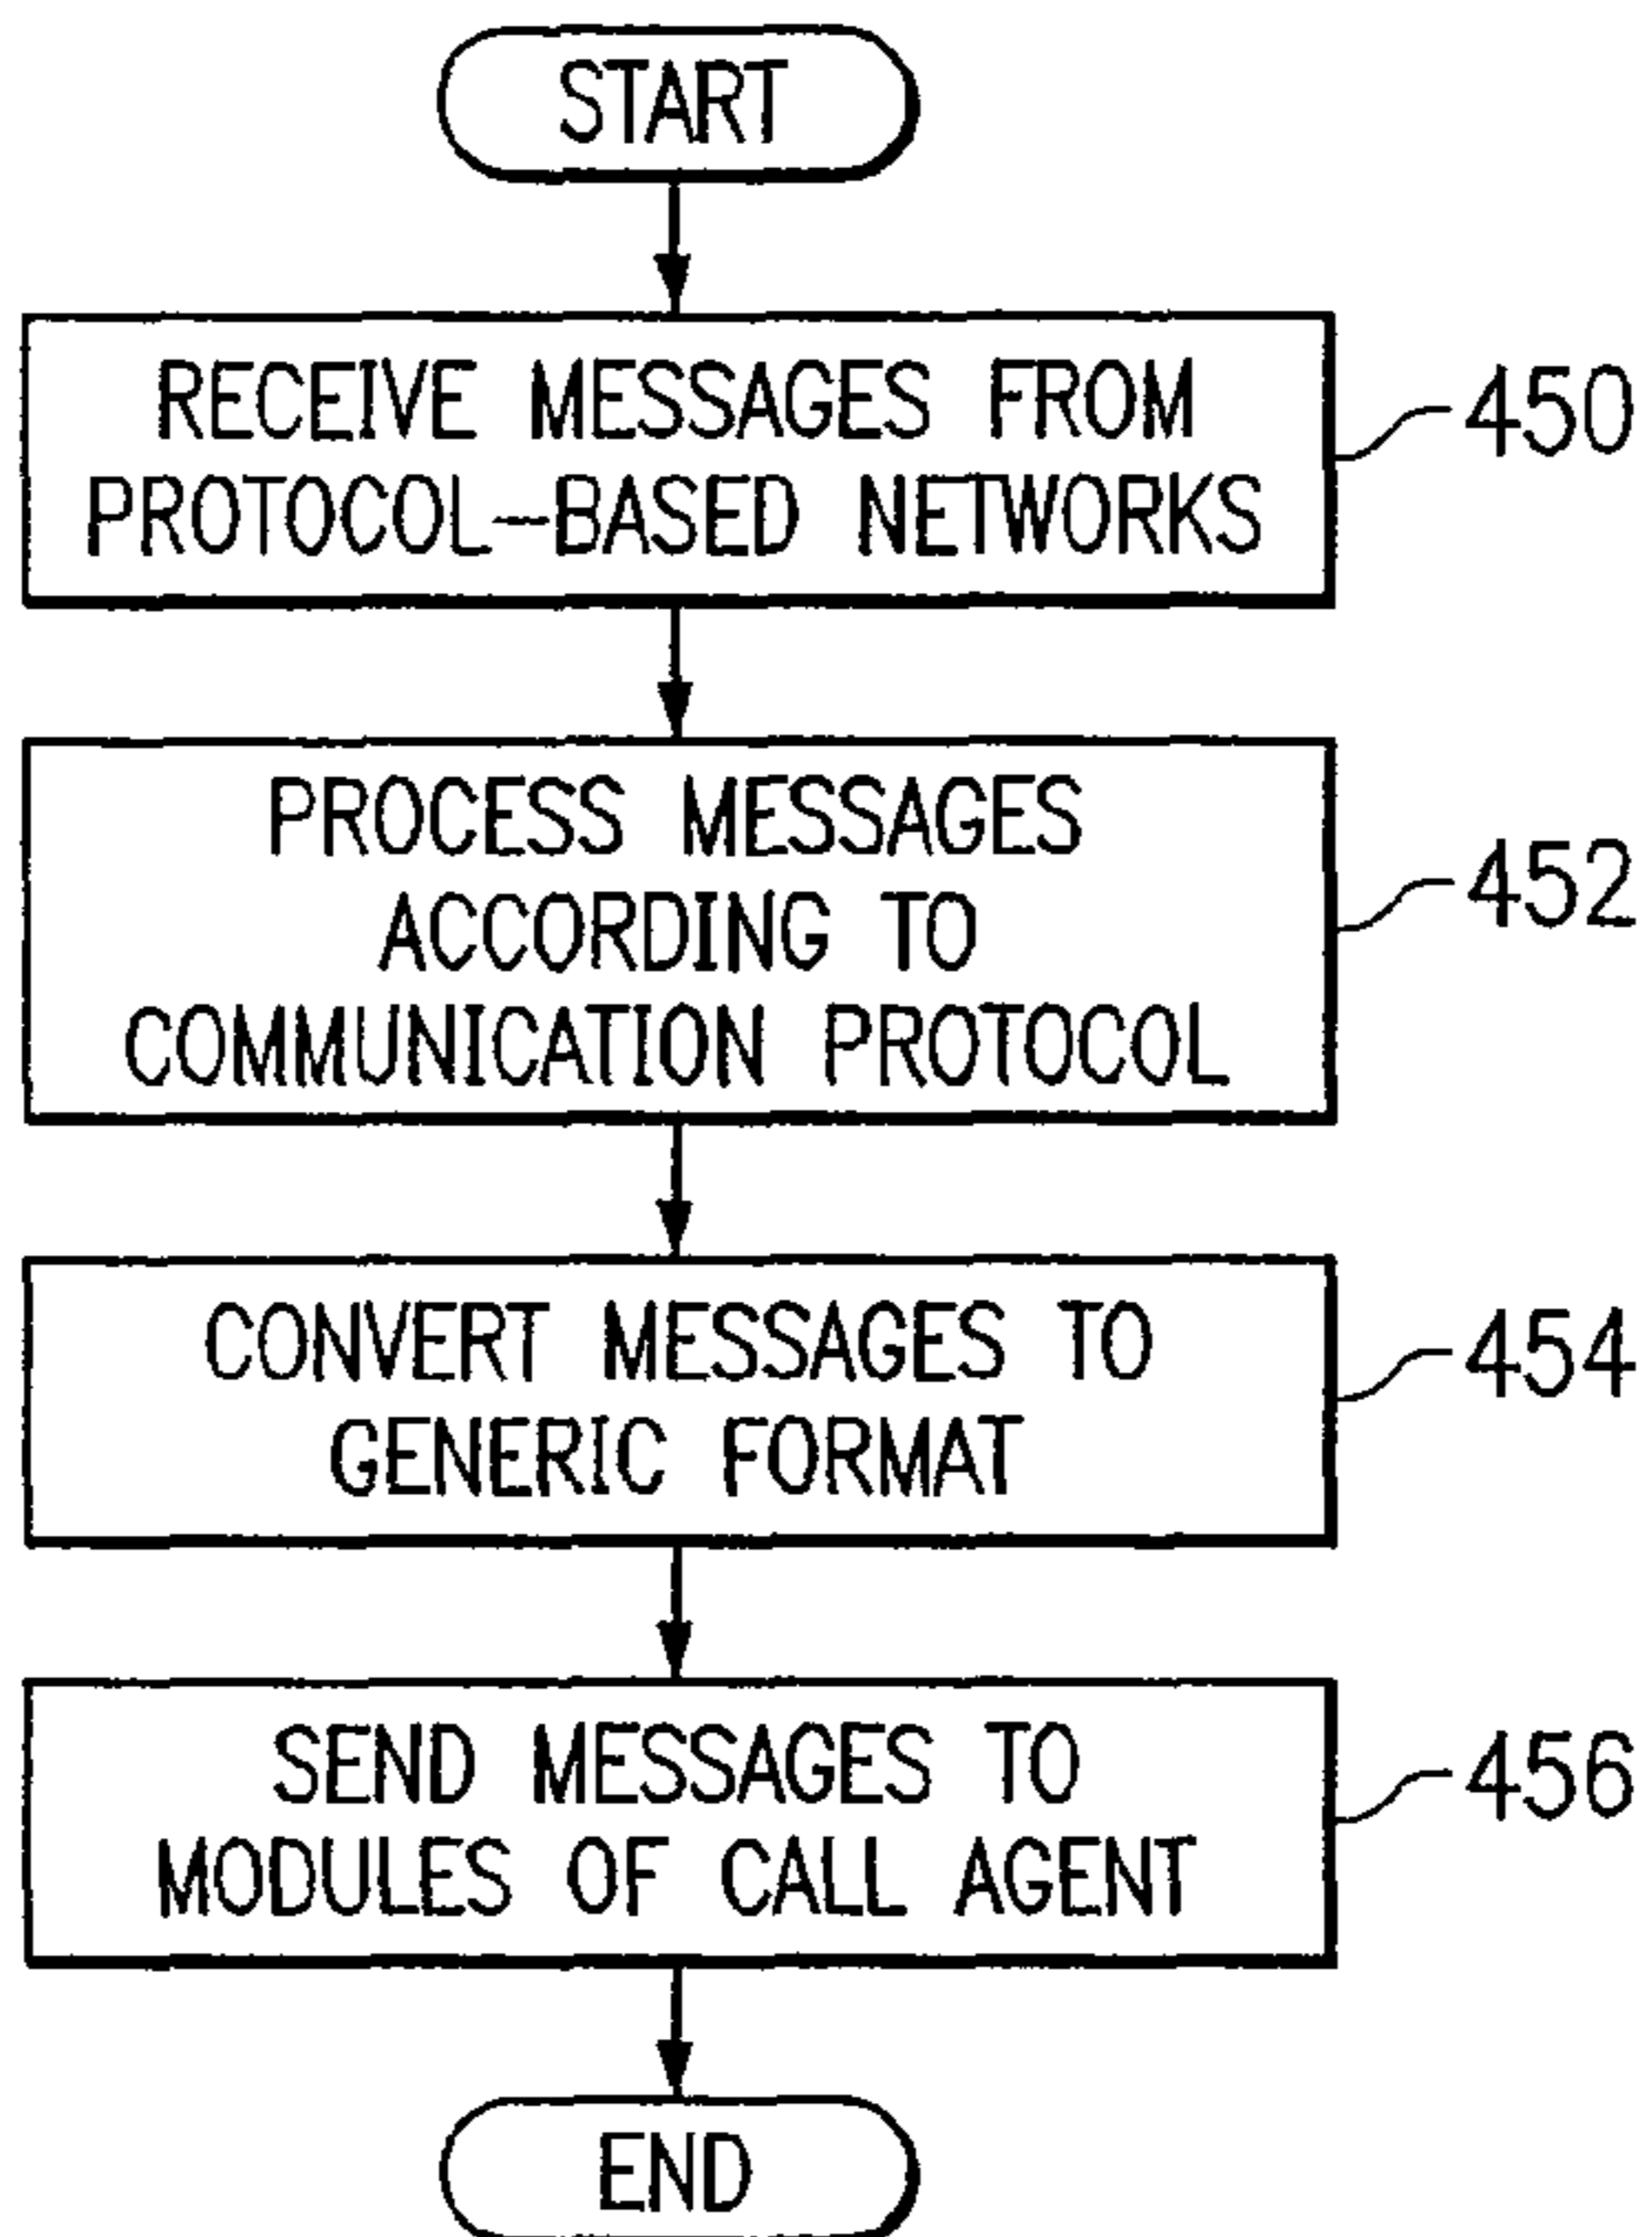 START
RECEIVE MESSAGES FROM
PROTOCOL-BASED NETWORKS
450
PROCESS MESSAGES
ACCORDING TO
COMMUNICATION PROTOCOL
452
CONVERT MESSAGES TO
GENERIC FORMAT
454
SEND MESSAGES TO
MODULES OF CALL AGENT
456
END